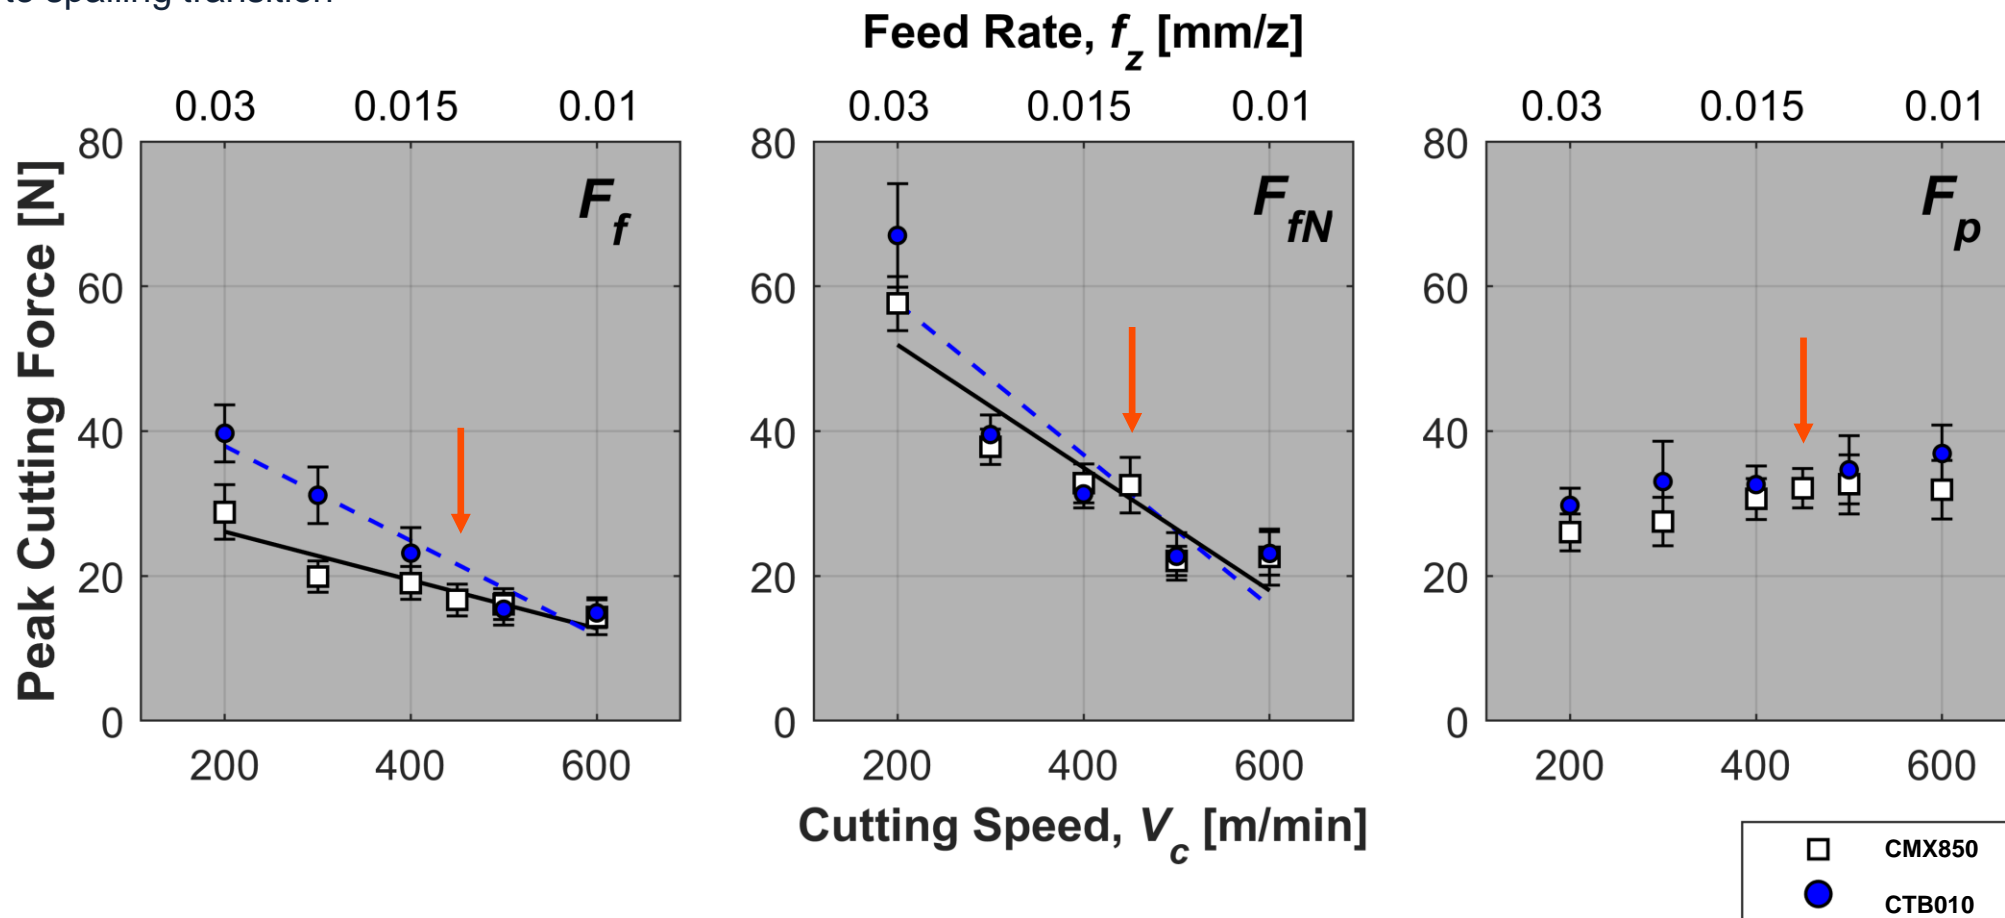 to spalling transition
Feed Rate, f_z [mm/z]
0.03 0.015 0.01 0.03 0.015 0.01 0.03 0.015 0.01
80 80 80
F_f F_fN F_p
60 60 60
40 40 40
20 20 20
0 0 0
Peak Cutting Force [N]
200 400 600 200 400 600 200 400 600
Cutting Speed, V_c [m/min]
CMX850
CTB010